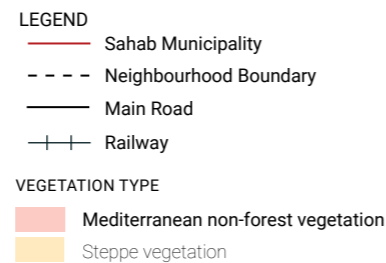 LEGEND
Sahab Municipality
Neighbourhood Boundary
Main Road
Railway
VEGETATION TYPE
Mediterranean non-forest vegetation
Steppe vegetation